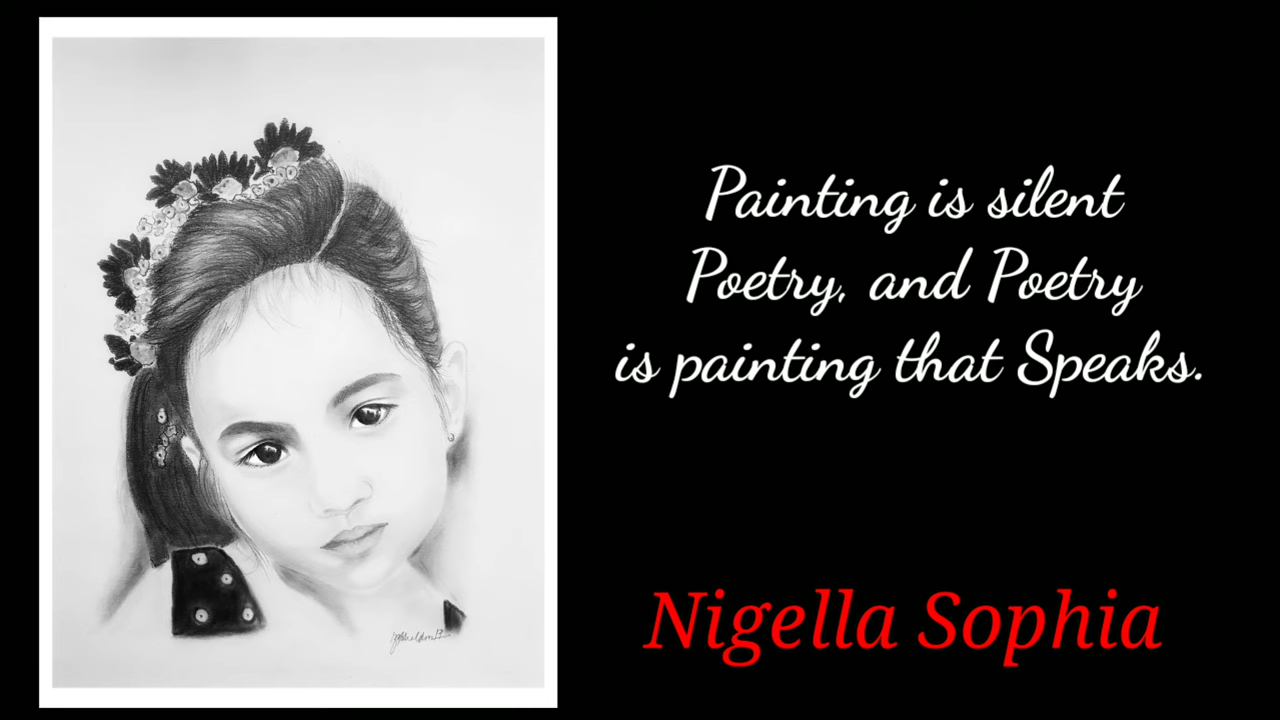 Painting is silent
Poetry, and Poetry
is painting that Speaks.
Nigella Sophia